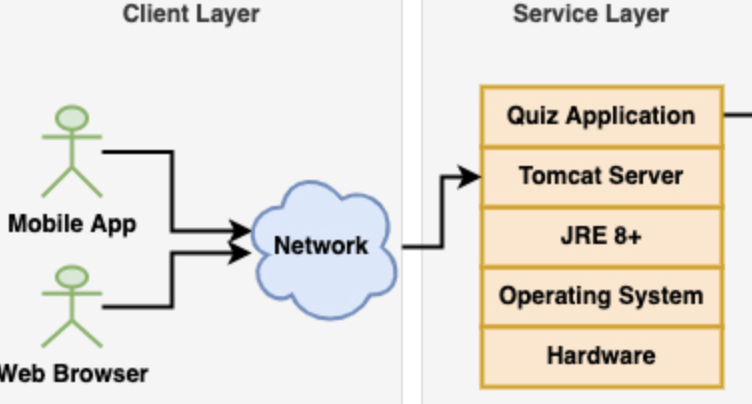 Client Layer
Service Layer
Mobile App
Web Browser
Network
Quiz Application
Tomcat Server
JRE 8+
Operating System
Hardware